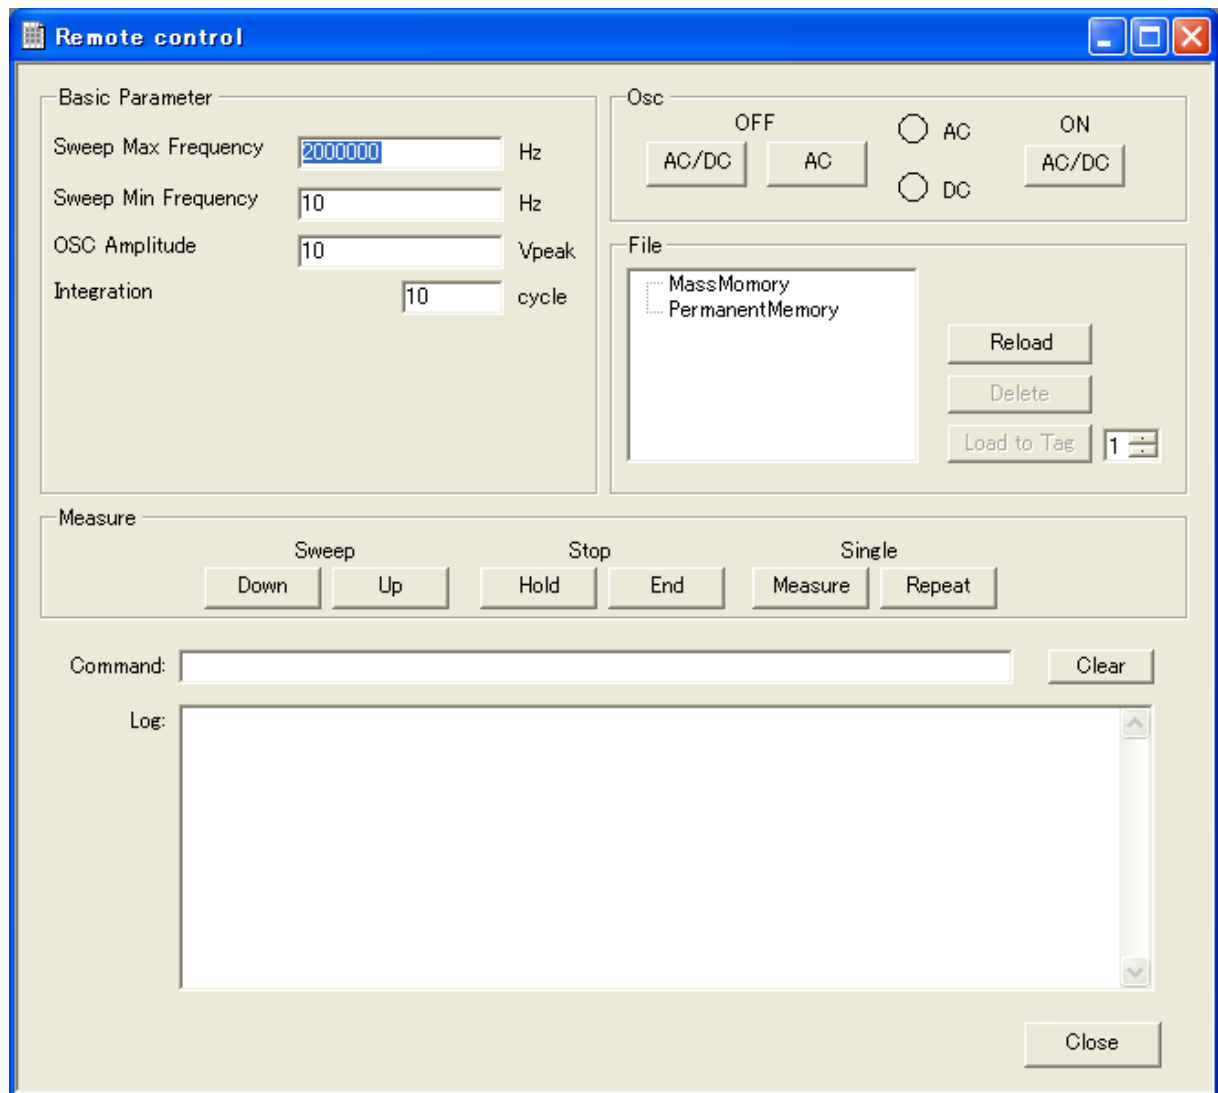 Remote control
Basic Parameter
Sweep Max Frequency 2000000 Hz
Sweep Min Frequency 10 Hz
OSC Amplitude 10 Vpeak
Integration 10 cycle
Osc
OFF
AC/DC AC
AC
DC
ON
AC/DC
File
MassMomory
PermanentMemory
Reload
Delete
Load to Tag 1
Measure
Sweep Stop Single
Down Up Hold End Measure Repeat
Command: Clear
Log:
Close